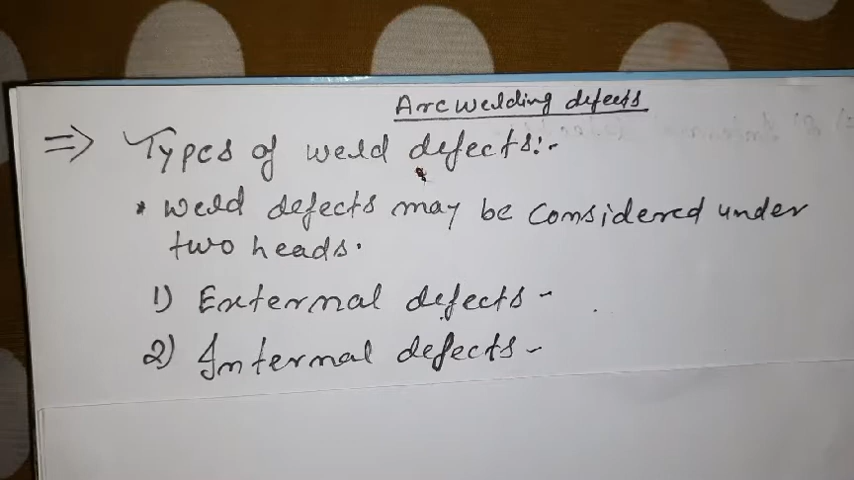 Arc welding defects
⇒ Types of weld defects:-
* Weld defects may be considered under
two heads.
1) External defects -
2) Internal defects -